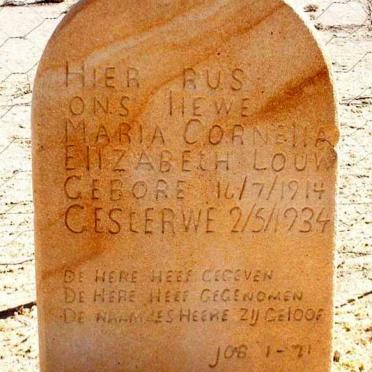 HIER RUS
ONS LIEWE
MARIA CORNELIA
ELIZABETH LOUW
GEBORE 16/7/1914
GESTERWE 2/5/1934
DE HERE HEEF GEGEVEN
DE HERE HEEF GEGENOMEN
DE NAAM DES HEERE ZIJ GELOOF
JOB 1-21